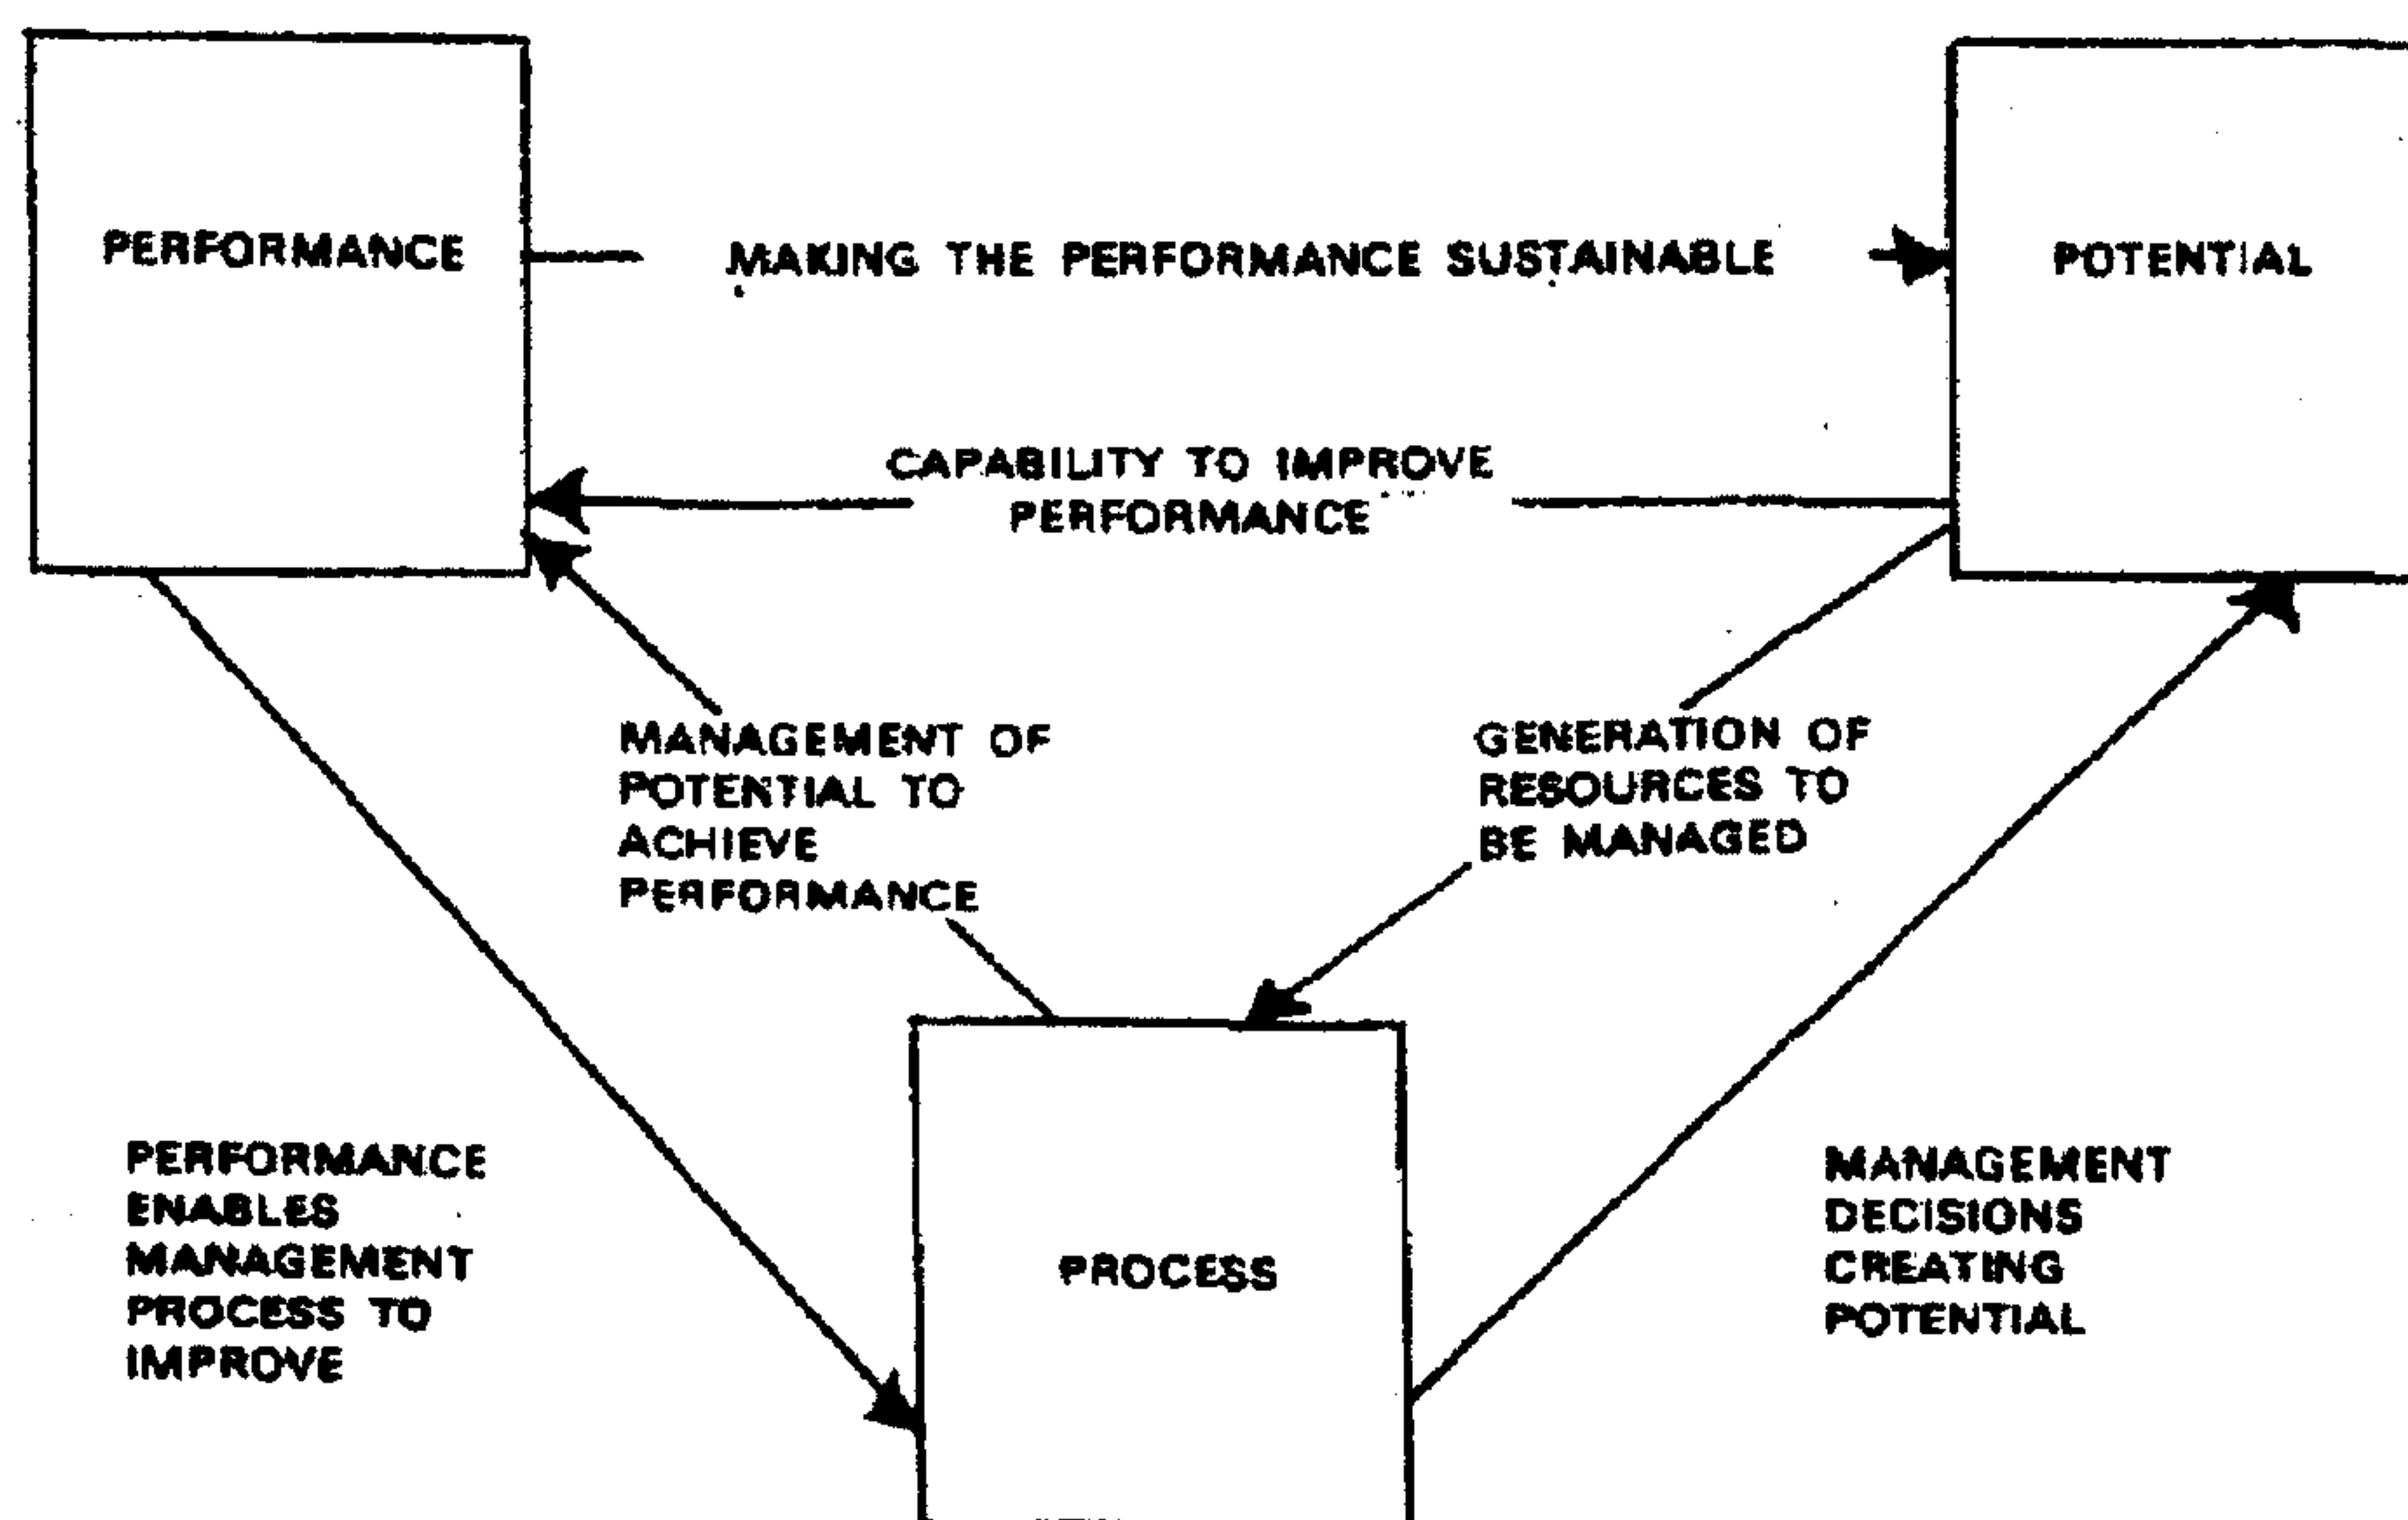 PERFORMANCE
MAKING THE PERFORMANCE SUSTAINABLE
POTENTIAL
CAPABILITY TO IMPROVE
PERFORMANCE
MANAGEMENT OF
POTENTIAL TO
ACHIEVE
PERFORMANCE
GENERATION OF
RESOURCES TO
BE MANAGED
PERFORMANCE
ENABLES
MANAGEMENT
PROCESS TO
IMPROVE
PROCESS
MANAGEMENT
DECISIONS
CREATING
POTENTIAL